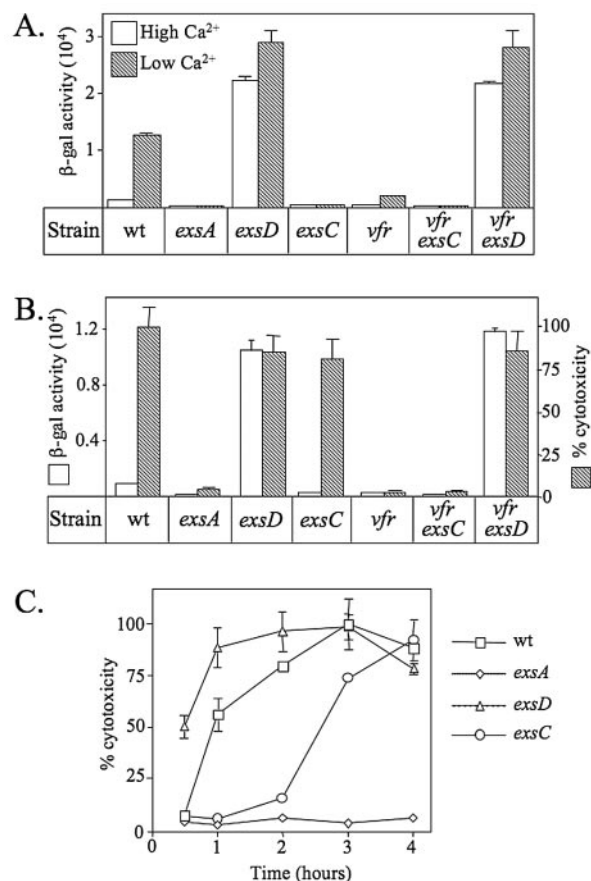 A.
β-gal activity (10⁴)
3
2
1
High Ca²⁺
Low Ca²⁺
Strain wt exsA exsD exsC vfr vfr exsC vfr exsD
B.
β-gal activity (10⁴)
1.2
0.8
0.4
100
75
50
25
0
% cytotoxicity
Strain wt exsA exsD exsC vfr vfr exsC vfr exsD
C.
% cytotoxicity
100
75
50
25
0
0 1 2 3 4
Time (hours)
wt
exsA
exsD
exsC